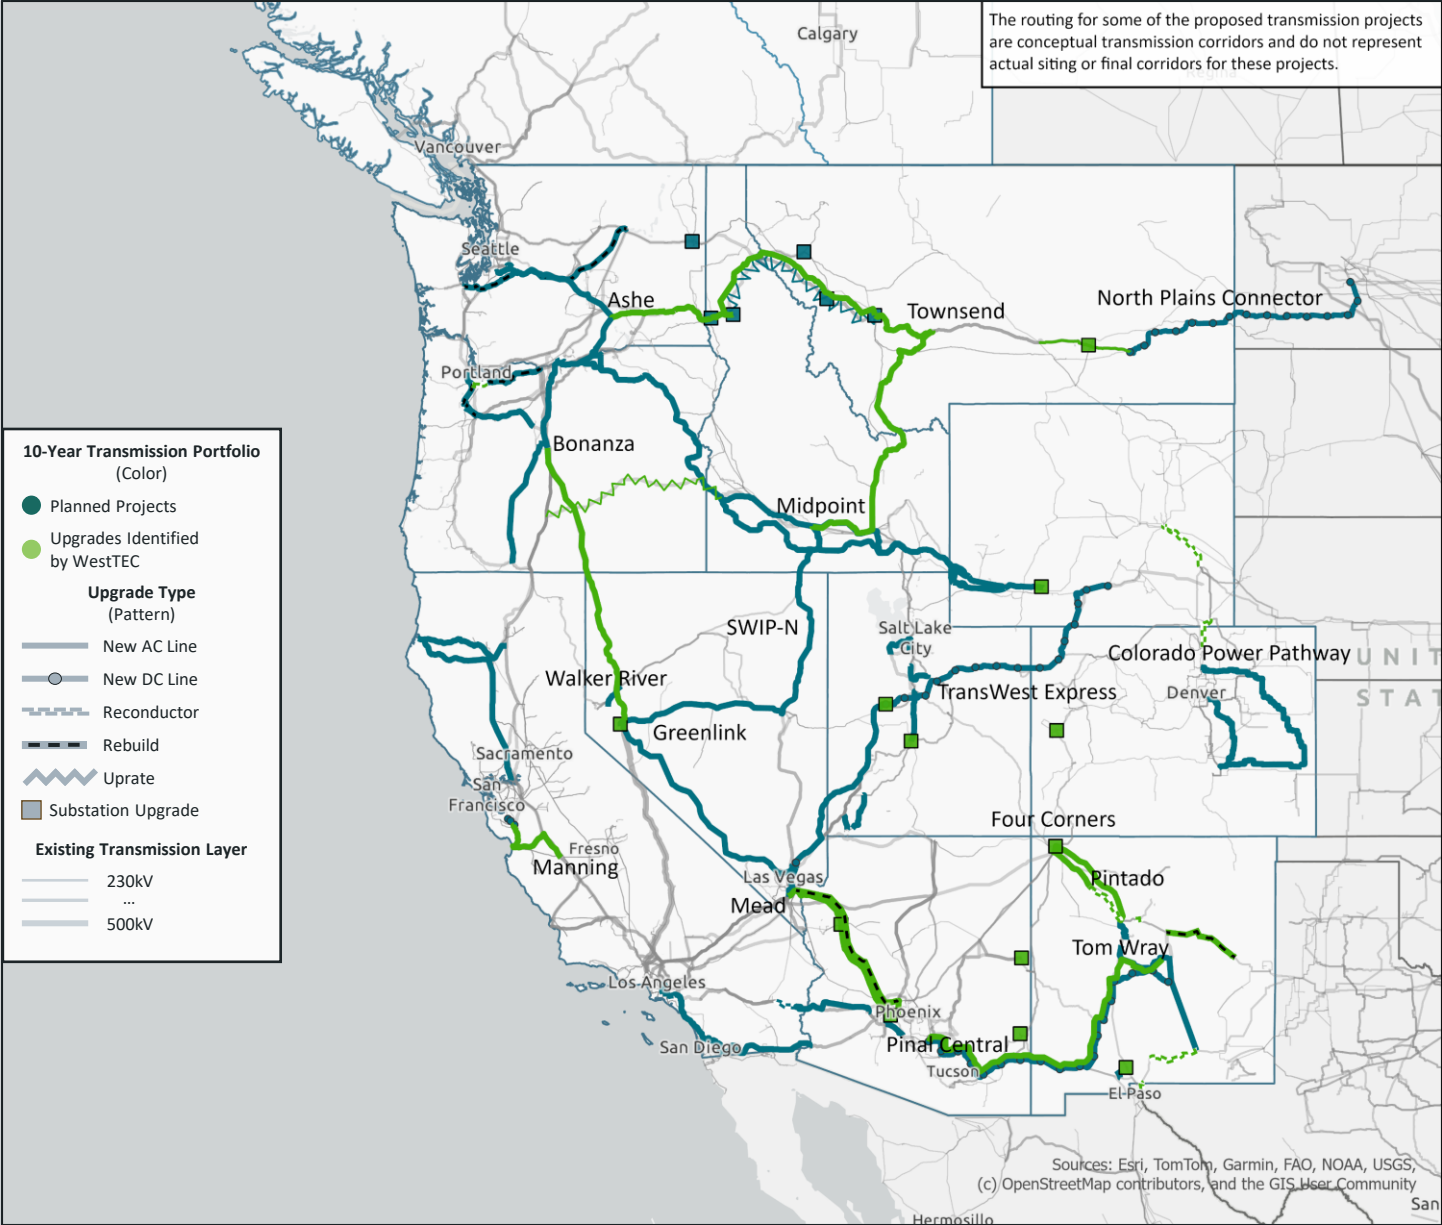 The routing for some of the proposed transmission projects
are conceptual transmission corridors and do not represent
actual siting or final corridors for these projects.
Calgary
Regina
Vancouver
Seattle
Ashe
Townsend
North Plains Connector
Portland
Bonanza
Midpoint
10-Year Transmission Portfolio
(Color)
Planned Projects
Upgrades Identified
by WestTEC
Upgrade Type
(Pattern)
New AC Line
New DC Line
Reconductor
Rebuild
Uprate
Substation Upgrade
Existing Transmission Layer
230kV
...
500kV
SWIP-N
Salt Lake
City
Colorado Power Pathway
UNIT
STAT
Walker River
TransWest Express
Denver
Greenlink
Sacramento
San
Francisco
Four Corners
Fresno
Manning
Las Vegas
Pintado
Mead
Tom Wray
Los Angeles
Phoenix
San Diego
Pinal Central
Tucson
El Paso
Sources: Esri, TomTom, Garmin, FAO, NOAA, USGS,
(c) OpenStreetMap contributors, and the GIS User Community
San
Hermosillo